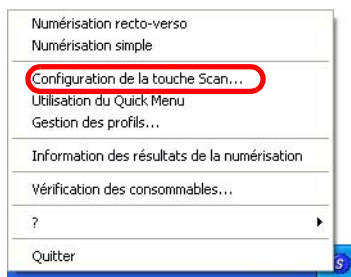 Numérisation recto-verso
Numérisation simple
Configuration de la touche Scan...
Utilisation du Quick Menu
Gestion des profils...
Information des résultats de la numérisation
Vérification des consommables...
?
Quitter
S